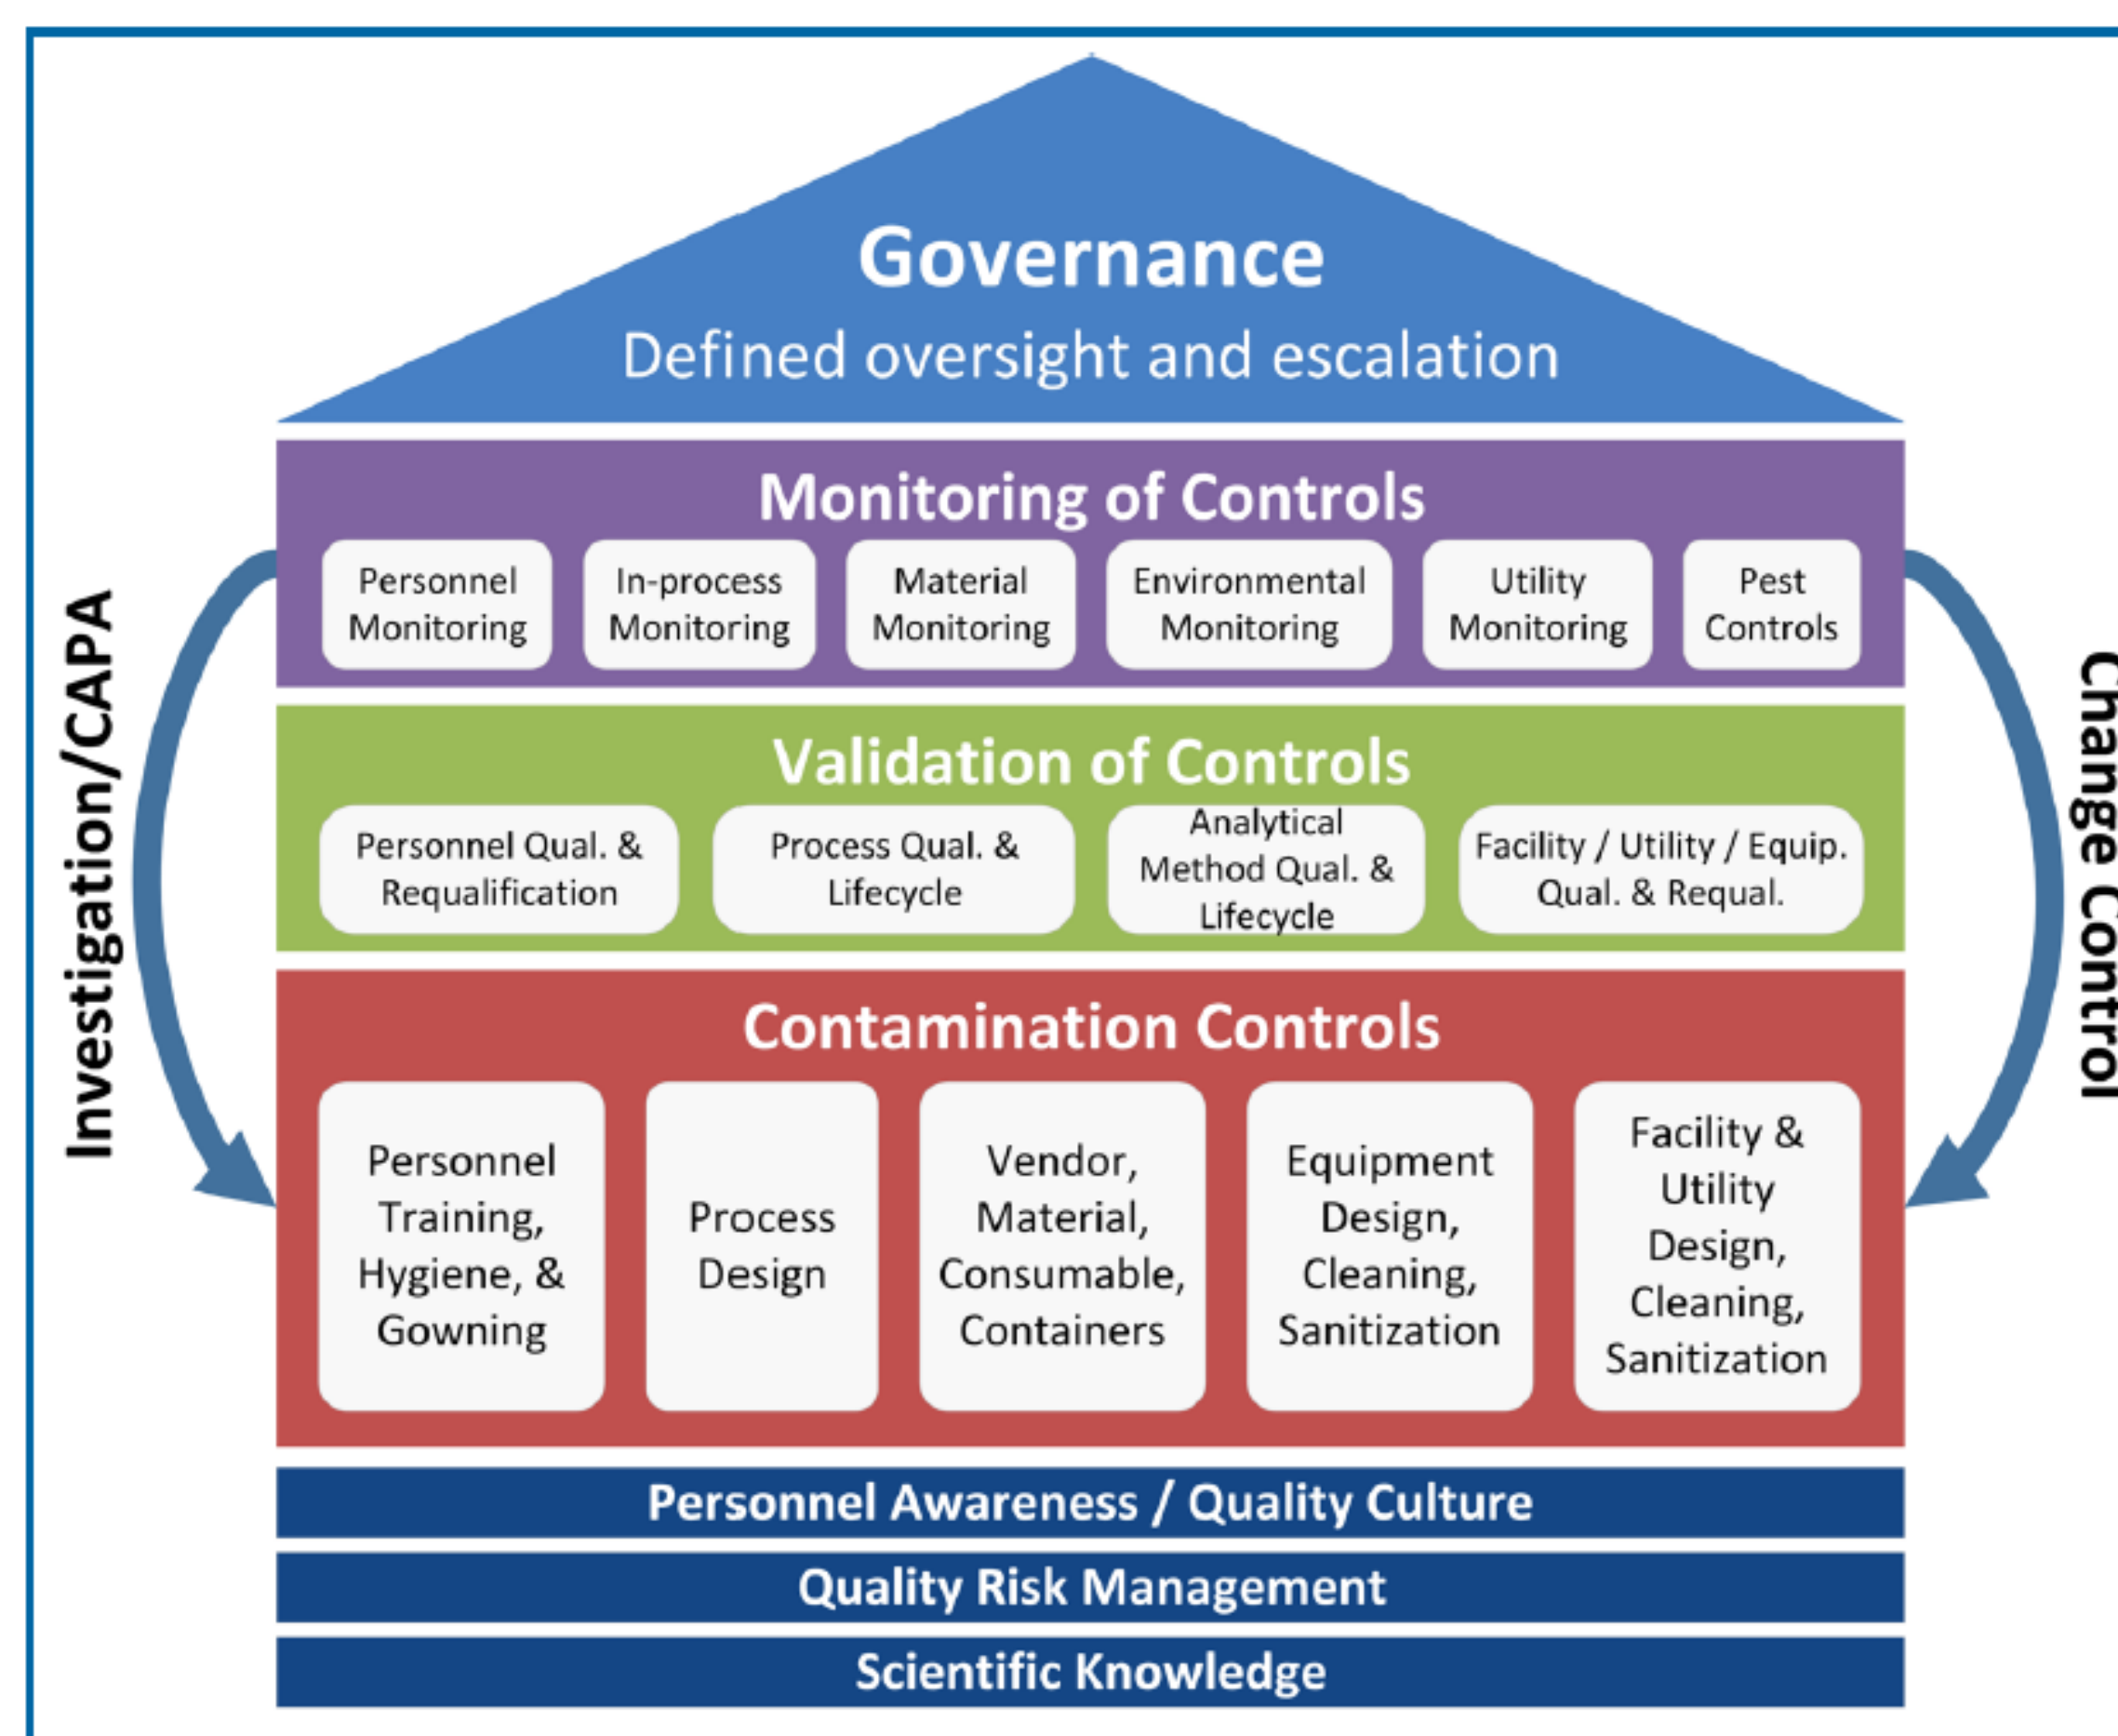 Governance
Defined oversight and escalation
Monitoring of Controls
Personnel
Monitoring
In-process
Monitoring
Material
Monitoring
Environmental
Monitoring
Utility
Monitoring
Pest
Controls
Investigation/CAPA
Change Control
Validation of Controls
Personnel Qual. &
Requalification
Process Qual. &
Lifecycle
Analytical
Method Qual. &
Lifecycle
Facility / Utility / Equip.
Qual. & Requal.
Contamination Controls
Personnel
Training,
Hygiene, &
Gowning
Process
Design
Vendor,
Material,
Consumable,
Containers
Equipment
Design,
Cleaning,
Sanitization
Facility &
Utility
Design,
Cleaning,
Sanitization
Personnel Awareness / Quality Culture
Quality Risk Management
Scientific Knowledge